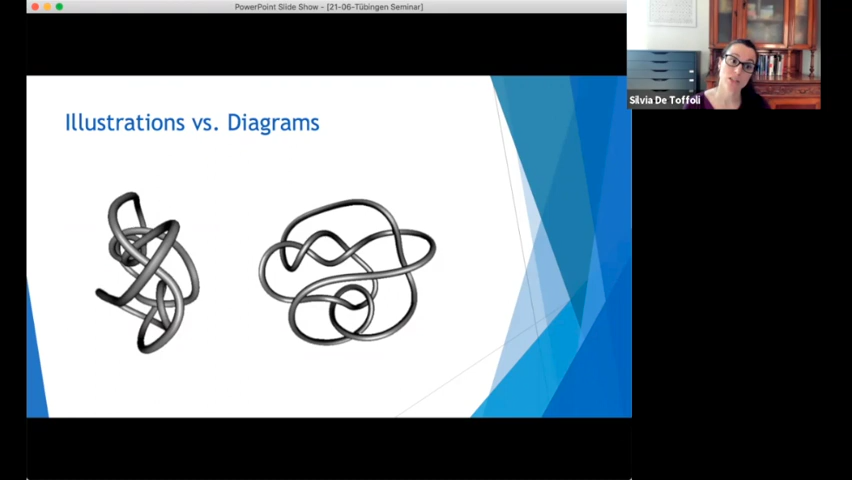 PowerPoint Slide Show - [21-06-Tübingen Seminar]
Silvia De Toffoli
Illustrations vs. Diagrams